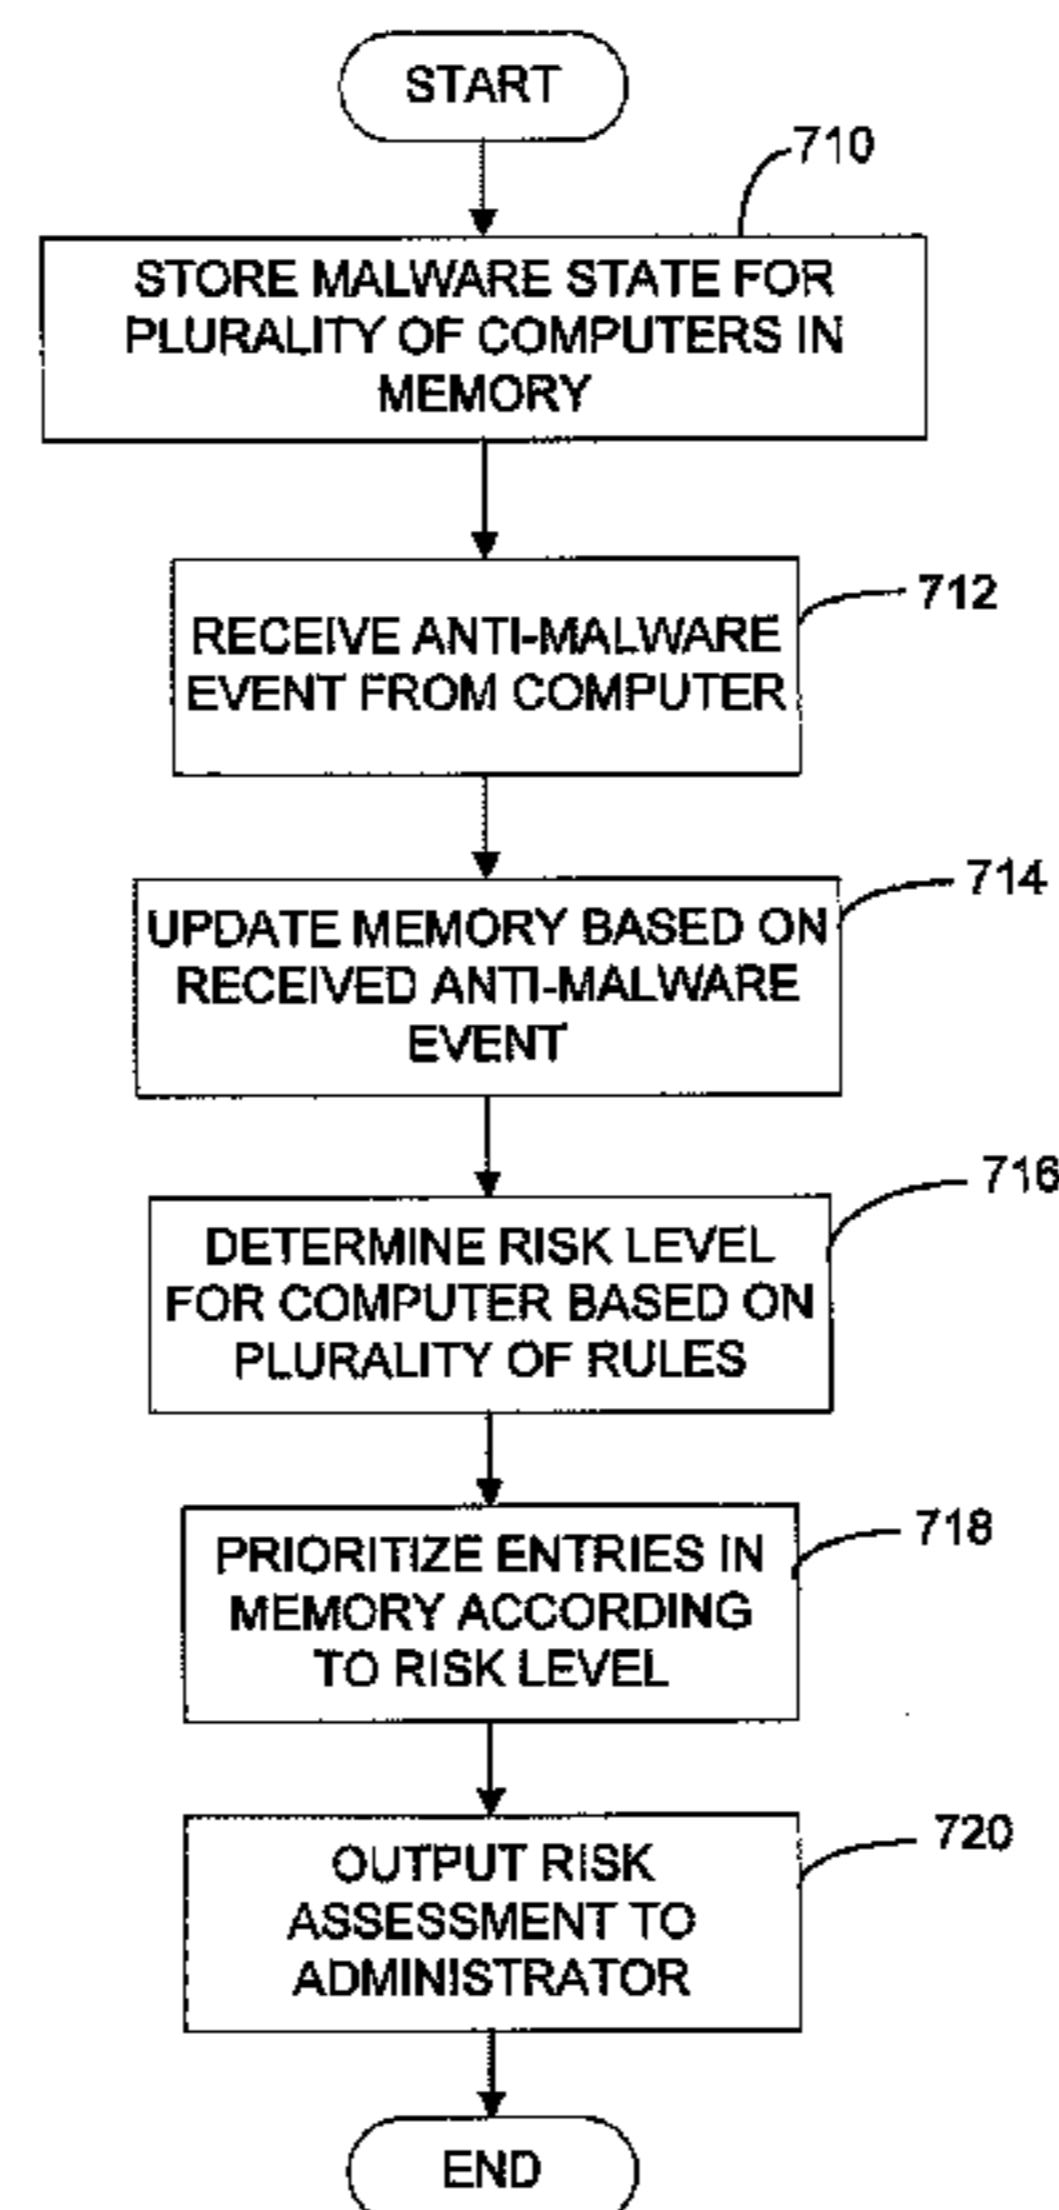 START
710
STORE MALWARE STATE FOR
PLURALITY OF COMPUTERS IN
MEMORY
712
RECEIVE ANTI-MALWARE
EVENT FROM COMPUTER
714
UPDATE MEMORY BASED ON
RECEIVED ANTI-MALWARE
EVENT
716
DETERMINE RISK LEVEL
FOR COMPUTER BASED ON
PLURALITY OF RULES
718
PRIORITIZE ENTRIES IN
MEMORY ACCORDING
TO RISK LEVEL
720
OUTPUT RISK
ASSESSMENT TO
ADMINISTRATOR
END